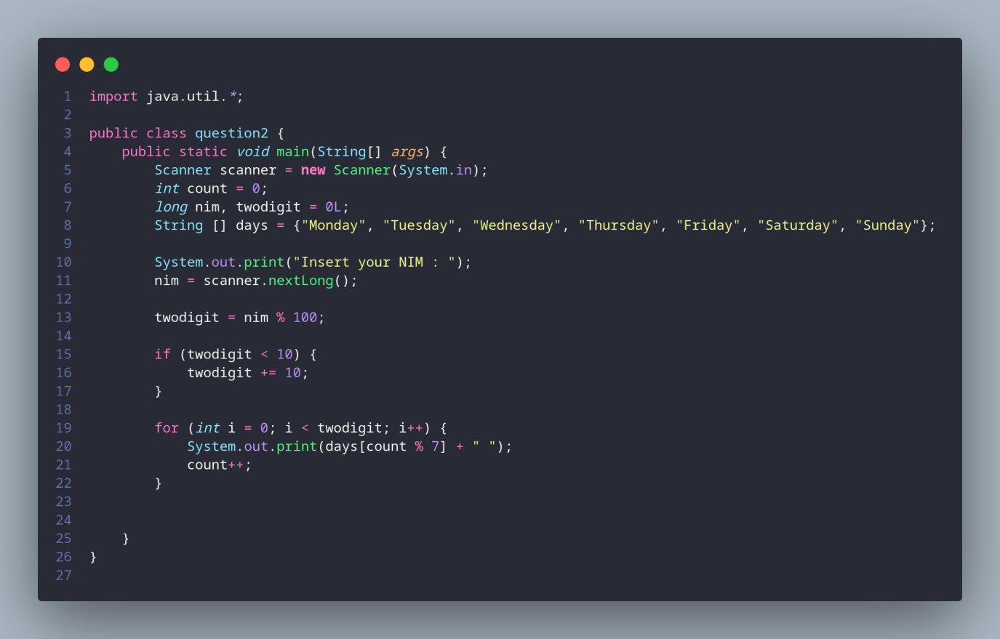 1 import java.util.*;
2
3 public class question2 {
4     public static void main(String[] args) {
5         Scanner scanner = new Scanner(System.in);
6         int count = 0;
7         long nim, twodigit = 0L;
8         String [] days = {"Monday", "Tuesday", "Wednesday", "Thursday", "Friday", "Saturday", "Sunday"};
9
10         System.out.print("Insert your NIM : ");
11         nim = scanner.nextLong();
12
13         twodigit = nim % 100;
14
15         if (twodigit < 10) {
16             twodigit += 10;
17         }
18
19         for (int i = 0; i < twodigit; i++) {
20             System.out.print(days[count % 7] + " ");
21             count++;
22         }
23
24
25     }
26 }
27